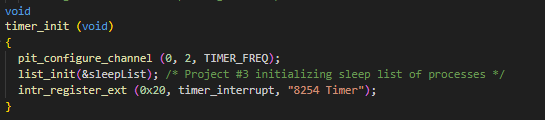 void
timer_init (void)
{
  pit_configure_channel (0, 2, TIMER_FREQ);
  list_init(&sleepList); /* Project #3 initializing sleep list of processes */
  intr_register_ext (0x20, timer_interrupt, "8254 Timer");
}